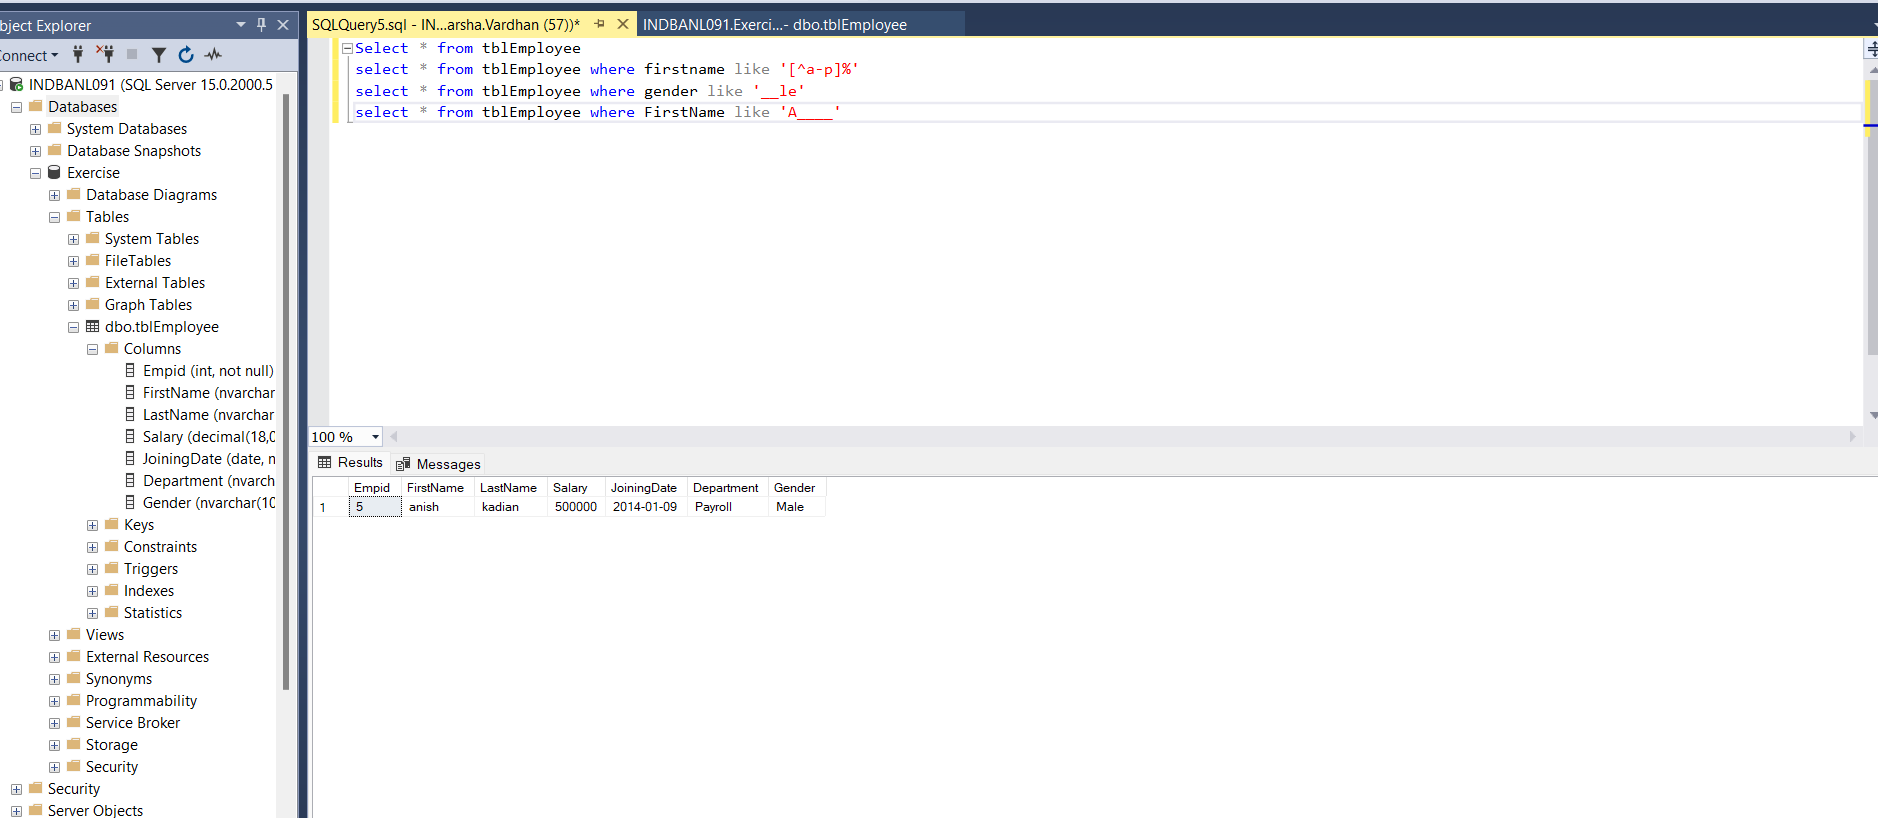 bject Explorer
onnect
INDBANL091 (SQL Server 15.0.2000.5
Databases
System Databases
Database Snapshots
Exercise
Database Diagrams
Tables
System Tables
FileTables
External Tables
Graph Tables
dbo.tblEmployee
Columns
Empid (int, not null)
FirstName (nvarchar
LastName (nvarchar
Salary (decimal(18,0
JoiningDate (date, n
Department (nvarch
Gender (nvarchar(10
Keys
Constraints
Triggers
Indexes
Statistics
Views
External Resources
Synonyms
Programmability
Service Broker
Storage
Security
Security
Server Objects
SQLQuery5.sql - IN...arsha.Vardhan (57))*
INDBANL091.Exerci...- dbo.tblEmployee
Select * from tblEmployee
select * from tblEmployee where firstname like '[^a-p]%'
select * from tblEmployee where gender like '__le'
select * from tblEmployee where FirstName like 'A____'
100 %
Results Messages
Empid FirstName LastName Salary JoiningDate Department Gender
1 5 anish kadian 500000 2014-01-09 Payroll Male